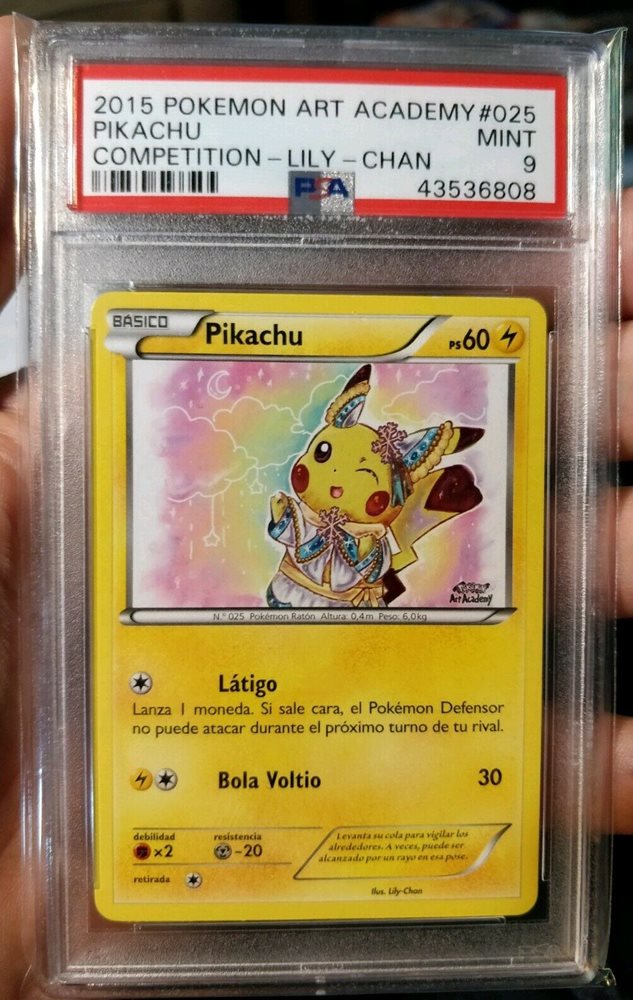 2015 POKEMON ART ACADEMY #025
PIKACHU MINT
COMPETITION - LILY - CHAN 9
PSA 43536808
BÁSICO Pikachu PS60
Pokémon
Art Academy
N.º 025 Pokémon Ratón Altura: 0,4m Peso: 6,0kg
Látigo
Lanza 1 moneda. Si sale cara, el Pokémon Defensor
no puede atacar durante el próximo turno de tu rival.
Bola Voltio 30
debilidad resistencia
×2 -20
retirada
Levanta su cola para vigilar los
alrededores. A veces, puede ser
alcanzado por un rayo en esa pose.
Ilus. Lily-Chan